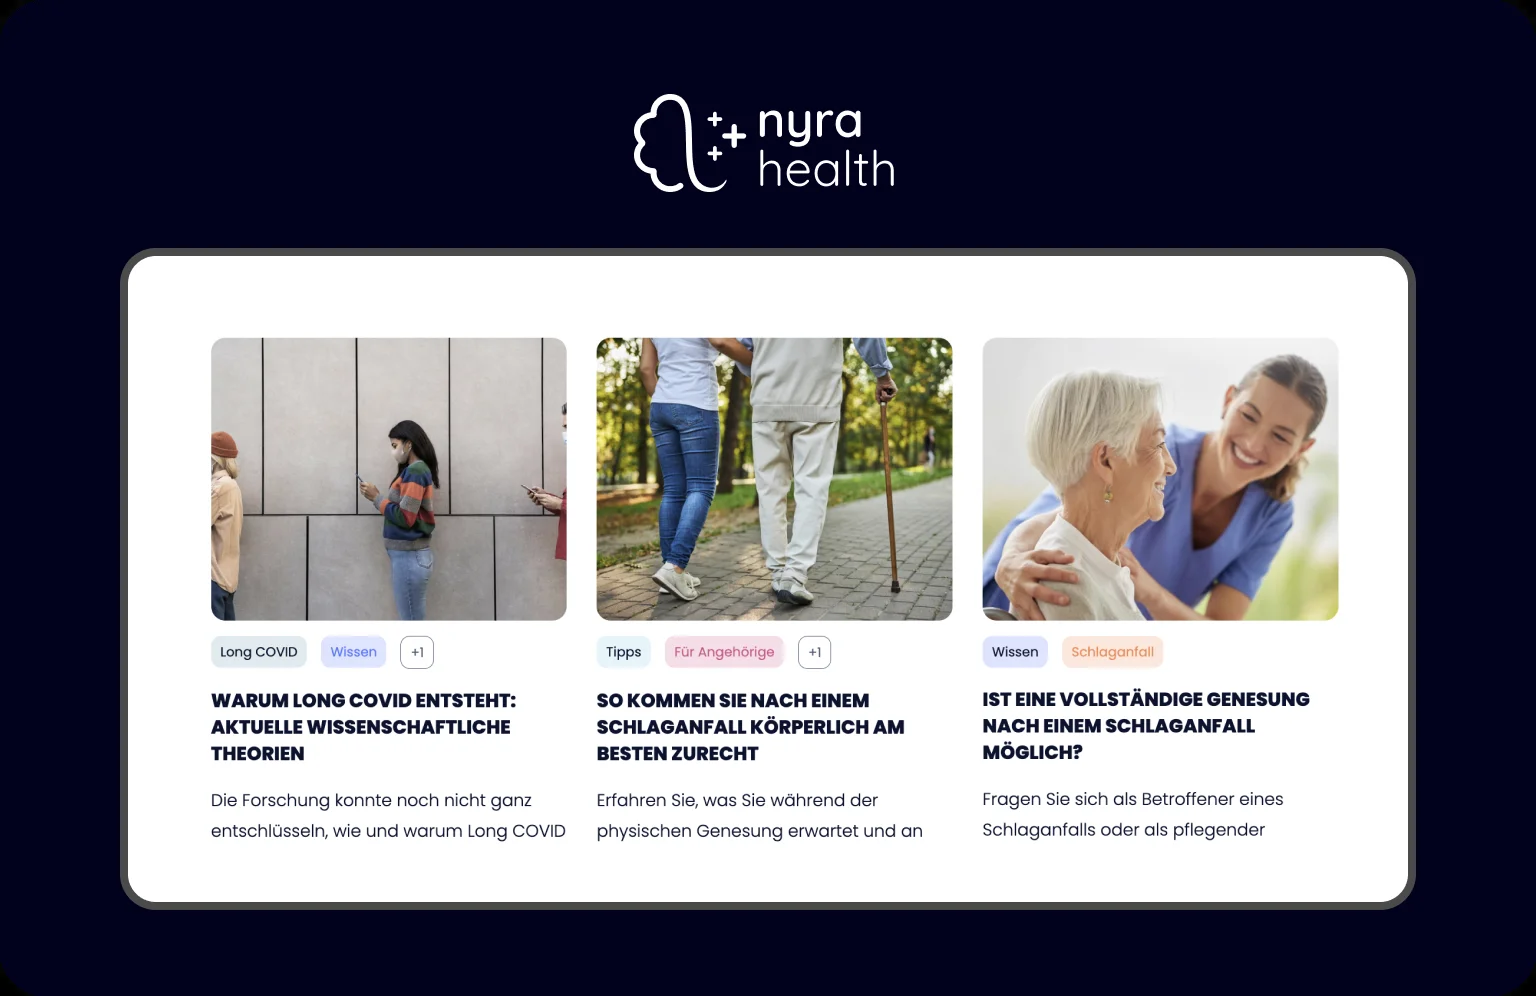 nyra
health
Long COVID Wissen +1
WARUM LONG COVID ENTSTEHT:
AKTUELLE WISSENSCHAFTLICHE
THEORIEN
Die Forschung konnte noch nicht ganz
entschlüsseln, wie und warum Long COVID
Tipps Für Angehörige +1
SO KOMMEN SIE NACH EINEM
SCHLAGANFALL KÖRPERLICH AM
BESTEN ZURECHT
Erfahren Sie, was Sie während der
physischen Genesung erwartet und an
Wissen Schlaganfall
IST EINE VOLLSTÄNDIGE GENESUNG
NACH EINEM SCHLAGANFALL
MÖGLICH?
Fragen Sie sich als Betroffener eines
Schlaganfalls oder als pflegender